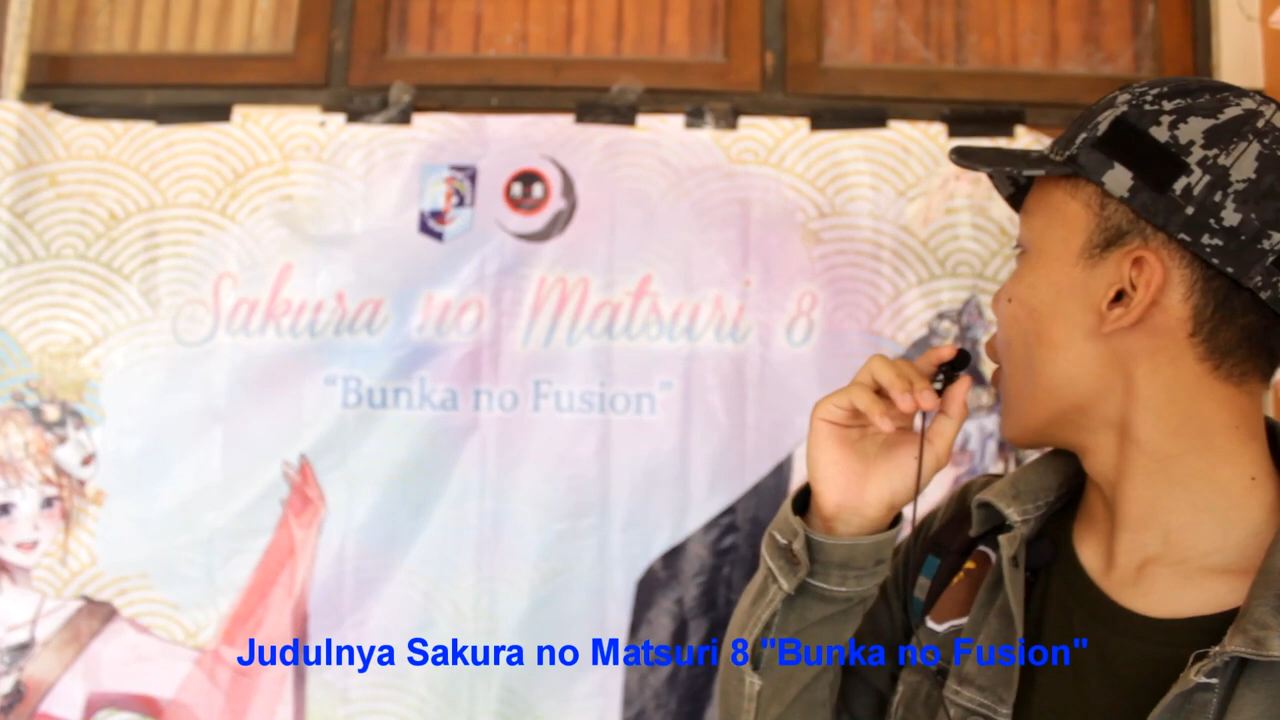 Sakura no Matsuri 8
“Bunka no Fusion”
Judulnya Sakura no Matsuri 8 "Bunka no Fusion"